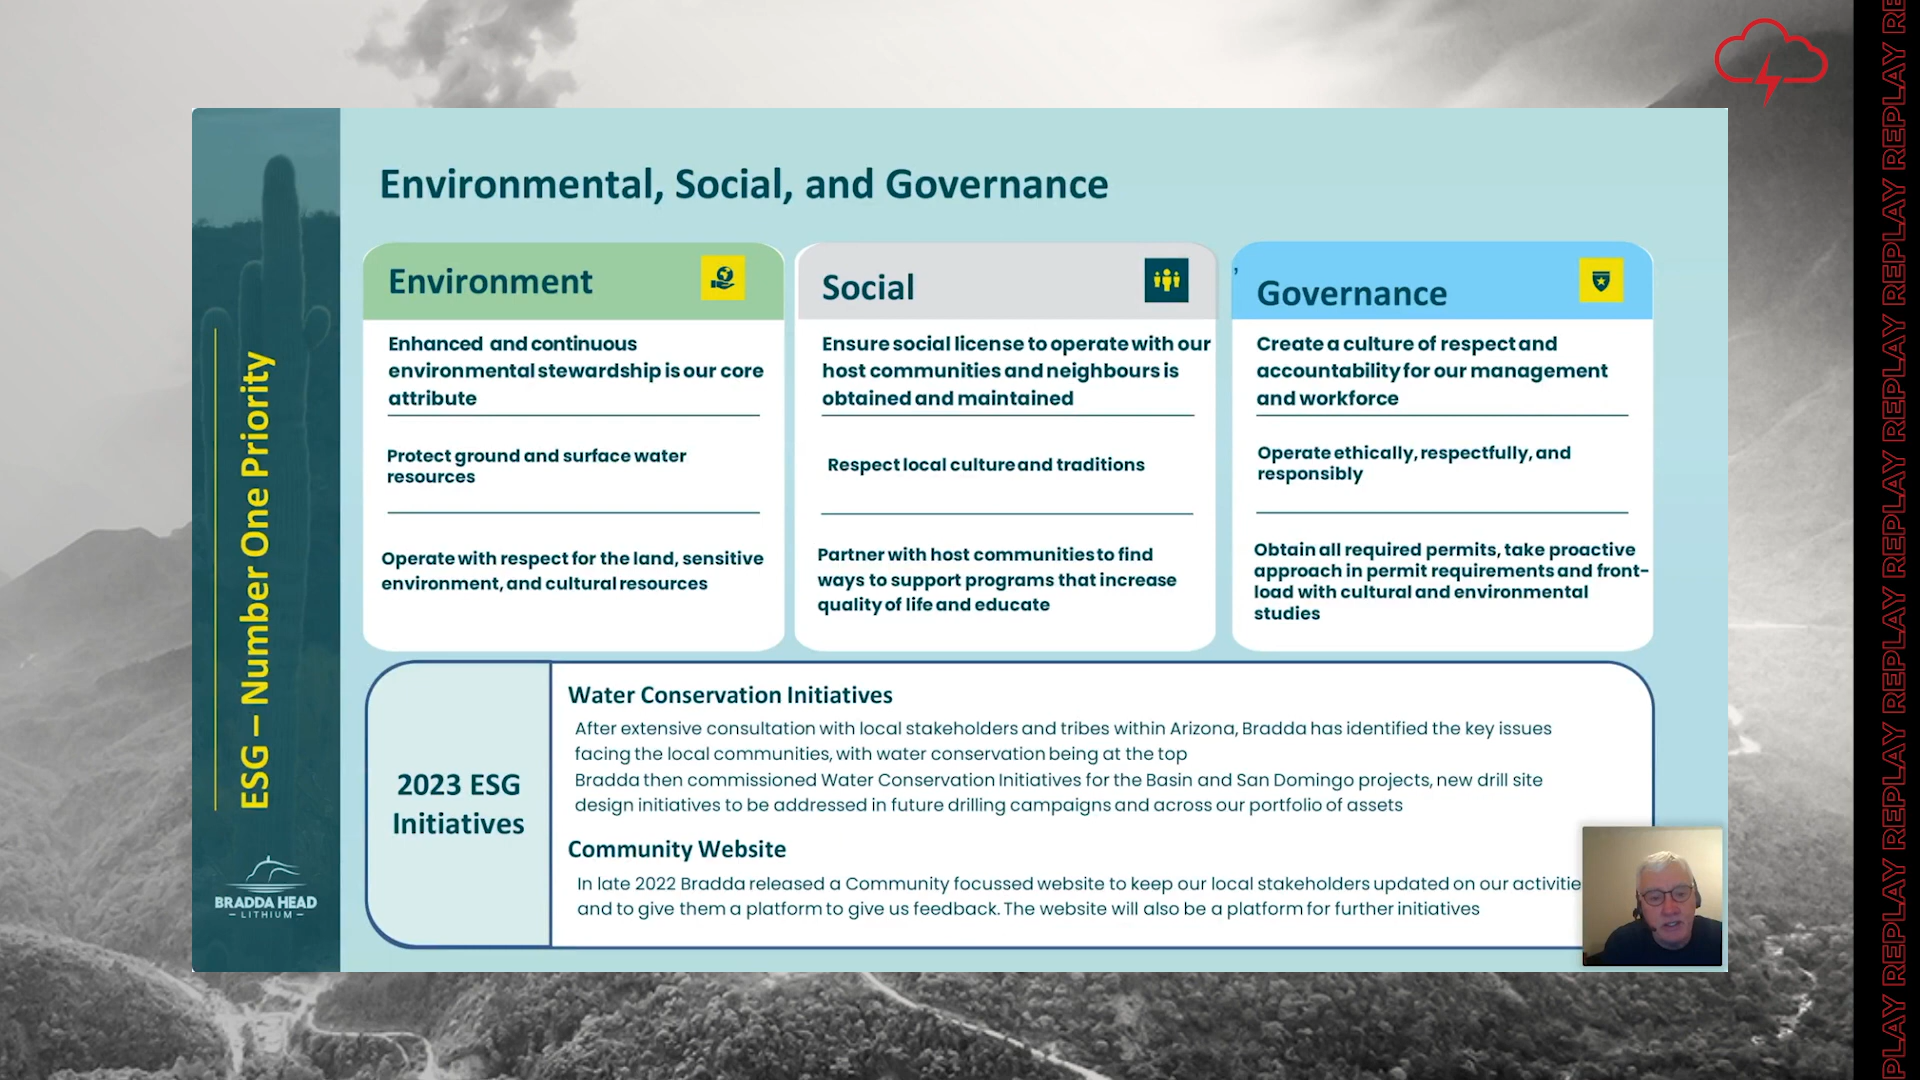 Environmental, Social, and Governance
ESG – Number One Priority
BRADDA HEAD
– LITHIUM –
Environment
Enhanced and continuous
environmental stewardship is our core
attribute
Protect ground and surface water
resources
Operate with respect for the land, sensitive
environment, and cultural resources
Social
Ensure social license to operate with our
host communities and neighbours is
obtained and maintained
Respect local culture and traditions
Partner with host communities to find
ways to support programs that increase
quality of life and educate
,
Governance
Create a culture of respect and
accountability for our management
and workforce
Operate ethically, respectfully, and
responsibly
Obtain all required permits, take proactive
approach in permit requirements and front-
load with cultural and environmental
studies
2023 ESG
Initiatives
Water Conservation Initiatives
After extensive consultation with local stakeholders and tribes within Arizona, Bradda has identified the key issues
facing the local communities, with water conservation being at the top
Bradda then commissioned Water Conservation Initiatives for the Basin and San Domingo projects, new drill site
design initiatives to be addressed in future drilling campaigns and across our portfolio of assets
Community Website
In late 2022 Bradda released a Community focussed website to keep our local stakeholders updated on our activitie
and to give them a platform to give us feedback. The website will also be a platform for further initiatives
PLAY REPLAY REPLAY REPLAY REPLAY REPLAY REPLAY REPLAY REPLAY RE